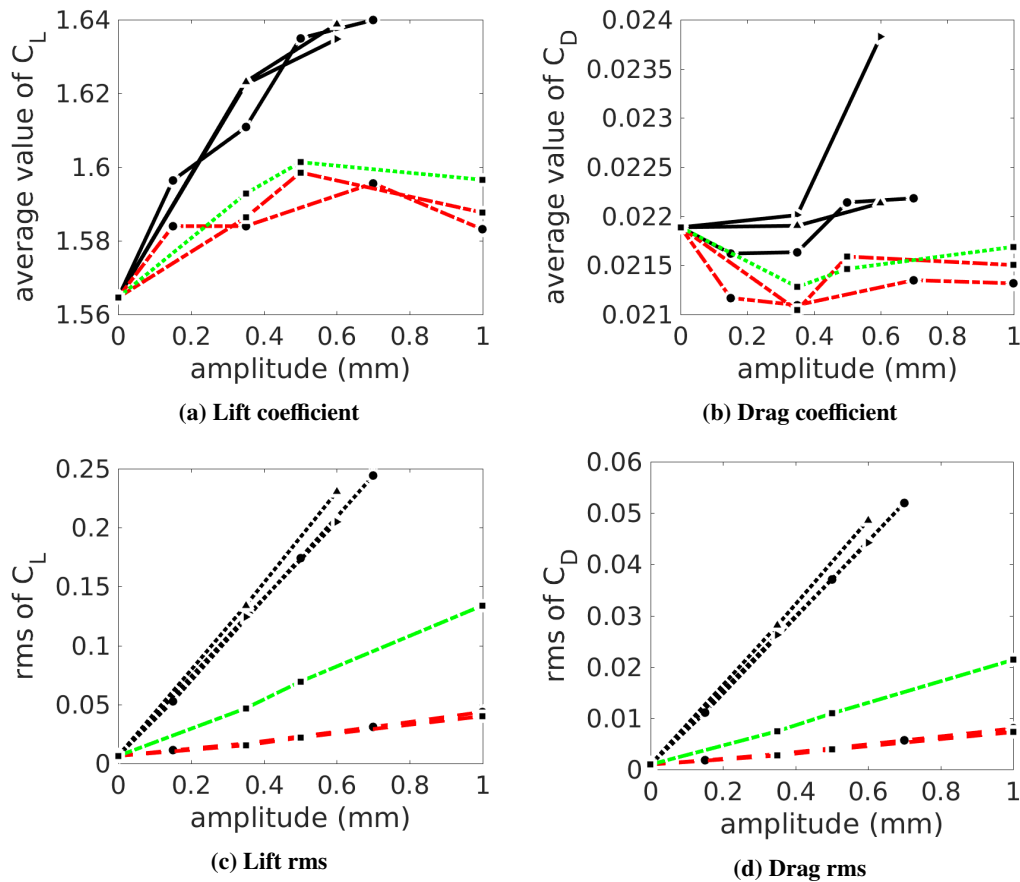 1.64
1.62
1.6
1.58
1.56
average value of C_L
0 0.2 0.4 0.6 0.8 1
amplitude (mm)
(a) Lift coefficient
0.024
0.0235
0.023
0.0225
0.022
0.0215
0.021
average value of C_D
0 0.2 0.4 0.6 0.8 1
amplitude (mm)
(b) Drag coefficient
0.25
0.2
0.15
0.1
0.05
0
rms of C_L
0 0.2 0.4 0.6 0.8 1
amplitude (mm)
(c) Lift rms
0.06
0.05
0.04
0.03
0.02
0.01
0
rms of C_D
0 0.2 0.4 0.6 0.8 1
amplitude (mm)
(d) Drag rms